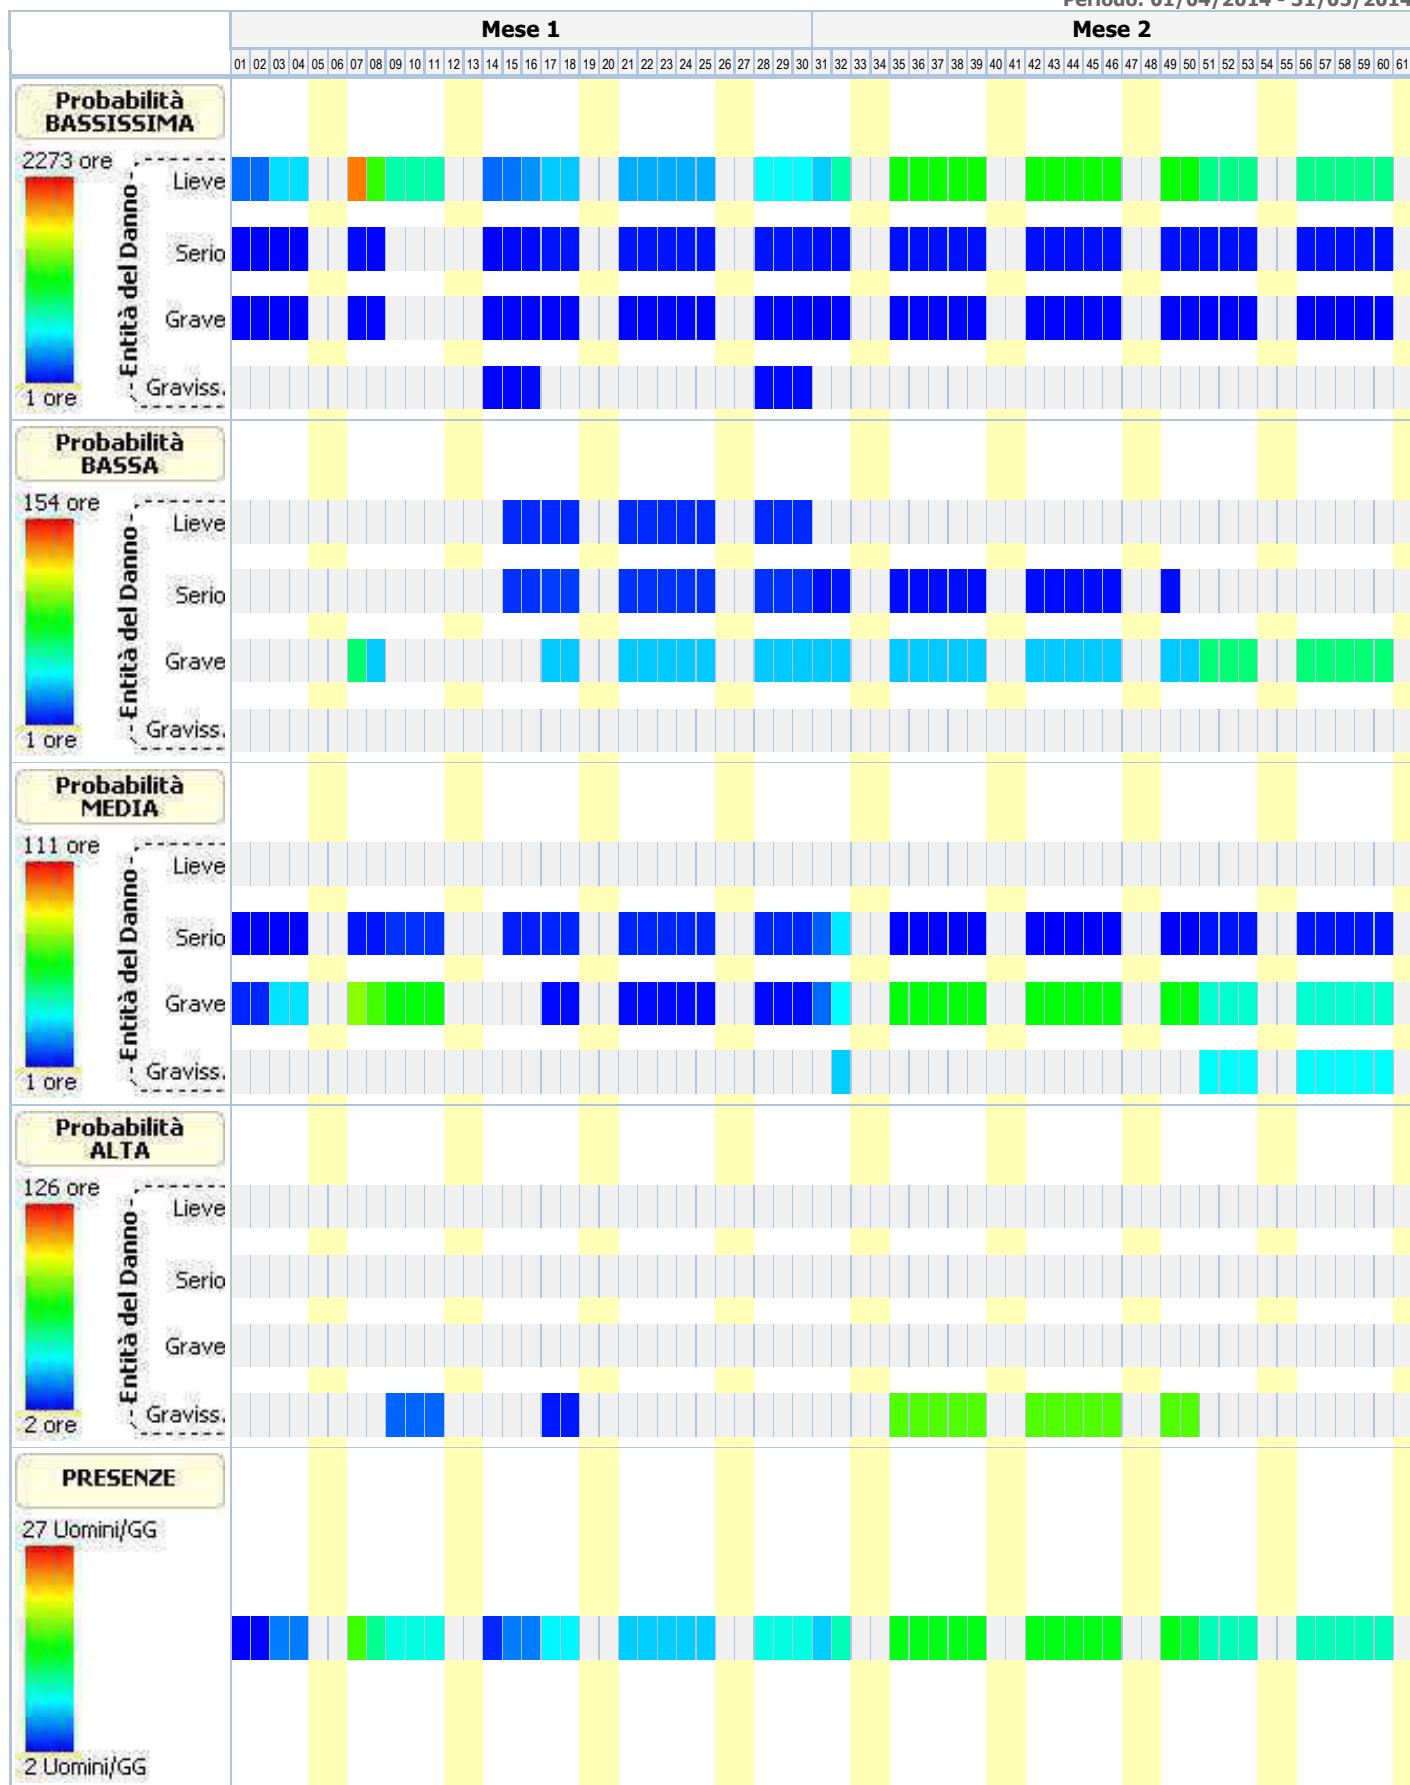 Periodo: 01/04/2014 - 31/05/2014
Mese 1 Mese 2
01 02 03 04 05 06 07 08 09 10 11 12 13 14 15 16 17 18 19 20 21 22 23 24 25 26 27 28 29 30 31 32 33 34 35 36 37 38 39 40 41 42 43 44 45 46 47 48 49 50 51 52 53 54 55 56 57 58 59 60 61
Probabilità
BASSISSIMA
2273 ore
Entità del Danno
Lieve
Serio
Grave
Graviss.
1 ore
Probabilità
BASSA
154 ore
Entità del Danno
Lieve
Serio
Grave
Graviss.
1 ore
Probabilità
MEDIA
111 ore
Entità del Danno
Lieve
Serio
Grave
Graviss.
1 ore
Probabilità
ALTA
126 ore
Entità del Danno
Lieve
Serio
Grave
Graviss.
2 ore
PRESENZE
27 Uomini/GG
2 Uomini/GG